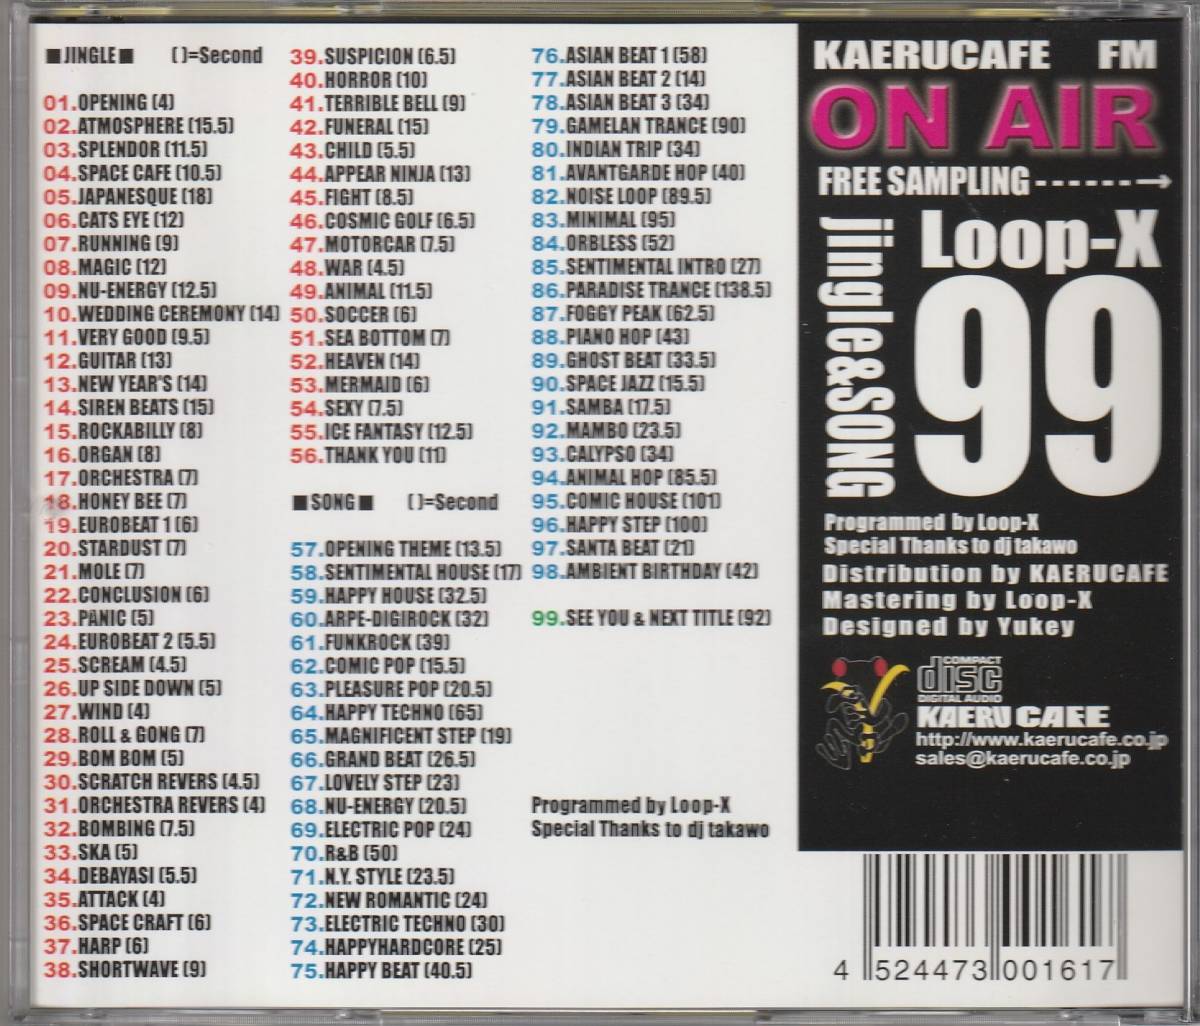 ■JINGLE■ ( )=Second
01.OPENING (4)
02.ATMOSPHERE (15.5)
03.SPLENDOR (11.5)
04.SPACE CAFE (10.5)
05.JAPANESQUE (18)
06.CATS EYE (12)
07.RUNNING (9)
08.MAGIC (12)
09.NU-ENERGY (12.5)
10.WEDDING CEREMONY (14)
11.VERY GOOD (9.5)
12.GUITAR (13)
13.NEW YEAR'S (14)
14.SIREN BEATS (15)
15.ROCKABILLY (8)
16.ORGAN (8)
17.ORCHESTRA (7)
18.HONEY BEE (7)
19.EUROBEAT 1 (6)
20.STARDUST (7)
21.MOLE (7)
22.CONCLUSION (6)
23.PANIC (5)
24.EUROBEAT 2 (5.5)
25.SCREAM (4.5)
26.UP SIDE DOWN (5)
27.WIND (4)
28.ROLL & GONG (7)
29.BOM BOM (5)
30.SCRATCH REVERS (4.5)
31.ORCHESTRA REVERS (4)
32.BOMBING (7.5)
33.SKA (5)
34.DEBAYASI (5.5)
35.ATTACK (4)
36.SPACE CRAFT (6)
37.HARP (6)
38.SHORTWAVE (9)
39.SUSPICION (6.5)
40.HORROR (10)
41.TERRIBLE BELL (9)
42.FUNERAL (15)
43.CHILD (5.5)
44.APPEAR NINJA (13)
45.FIGHT (8.5)
46.COSMIC GOLF (6.5)
47.MOTORCAR (7.5)
48.WAR (4.5)
49.ANIMAL (11.5)
50.SOCCER (6)
51.SEA BOTTOM (7)
52.HEAVEN (14)
53.MERMAID (6)
54.SEXY (7.5)
55.ICE FANTASY (12.5)
56.THANK YOU (11)
■SONG■ ( )=Second
57.OPENING THEME (13.5)
58.SENTIMENTAL HOUSE (17)
59.HAPPY HOUSE (32.5)
60.ARPE-DIGIROCK (32)
61.FUNKROCK (39)
62.COMIC POP (15.5)
63.PLEASURE POP (20.5)
64.HAPPY TECHNO (65)
65.MAGNIFICENT STEP (19)
66.GRAND BEAT (26.5)
67.LOVELY STEP (23)
68.NU-ENERGY (20.5)
69.ELECTRIC POP (24)
70.R&B (50)
71.N.Y. STYLE (23.5)
72.NEW ROMANTIC (24)
73.ELECTRIC TECHNO (30)
74.HAPPYHARDCORE (25)
75.HAPPY BEAT (40.5)
76.ASIAN BEAT 1 (58)
77.ASIAN BEAT 2 (14)
78.ASIAN BEAT 3 (34)
79.GAMELAN TRANCE (90)
80.INDIAN TRIP (34)
81.AVANTGARDE HOP (40)
82.NOISE LOOP (89.5)
83.MINIMAL (95)
84.ORBLESS (52)
85.SENTIMENTAL INTRO (27)
86.PARADISE TRANCE (138.5)
87.FOGGY PEAK (62.5)
88.PIANO HOP (43)
89.GHOST BEAT (33.5)
90.SPACE JAZZ (15.5)
91.SAMBA (17.5)
92.MAMBO (23.5)
93.CALYPSO (34)
94.ANIMAL HOP (85.5)
95.COMIC HOUSE (101)
96.HAPPY STEP (100)
97.SANTA BEAT (21)
98.AMBIENT BIRTHDAY (42)
99.SEE YOU & NEXT TITLE (92)
Programmed by Loop-X
Special Thanks to dj takawo
KAERUCAFE FM
ON AIR
FREE SAMPLING ------→
Jingle&SONG
Loop-X
99
Programmed by Loop-X
Special Thanks to dj takawo
Distribution by KAERUCAFE
Mastering by Loop-X
Designed by Yukey
COMPACT
disc
DIGITAL AUDIO
KAERU CAFE
http://www.kaerucafe.co.jp
sales@kaerucafe.co.jp
4 524473 001617